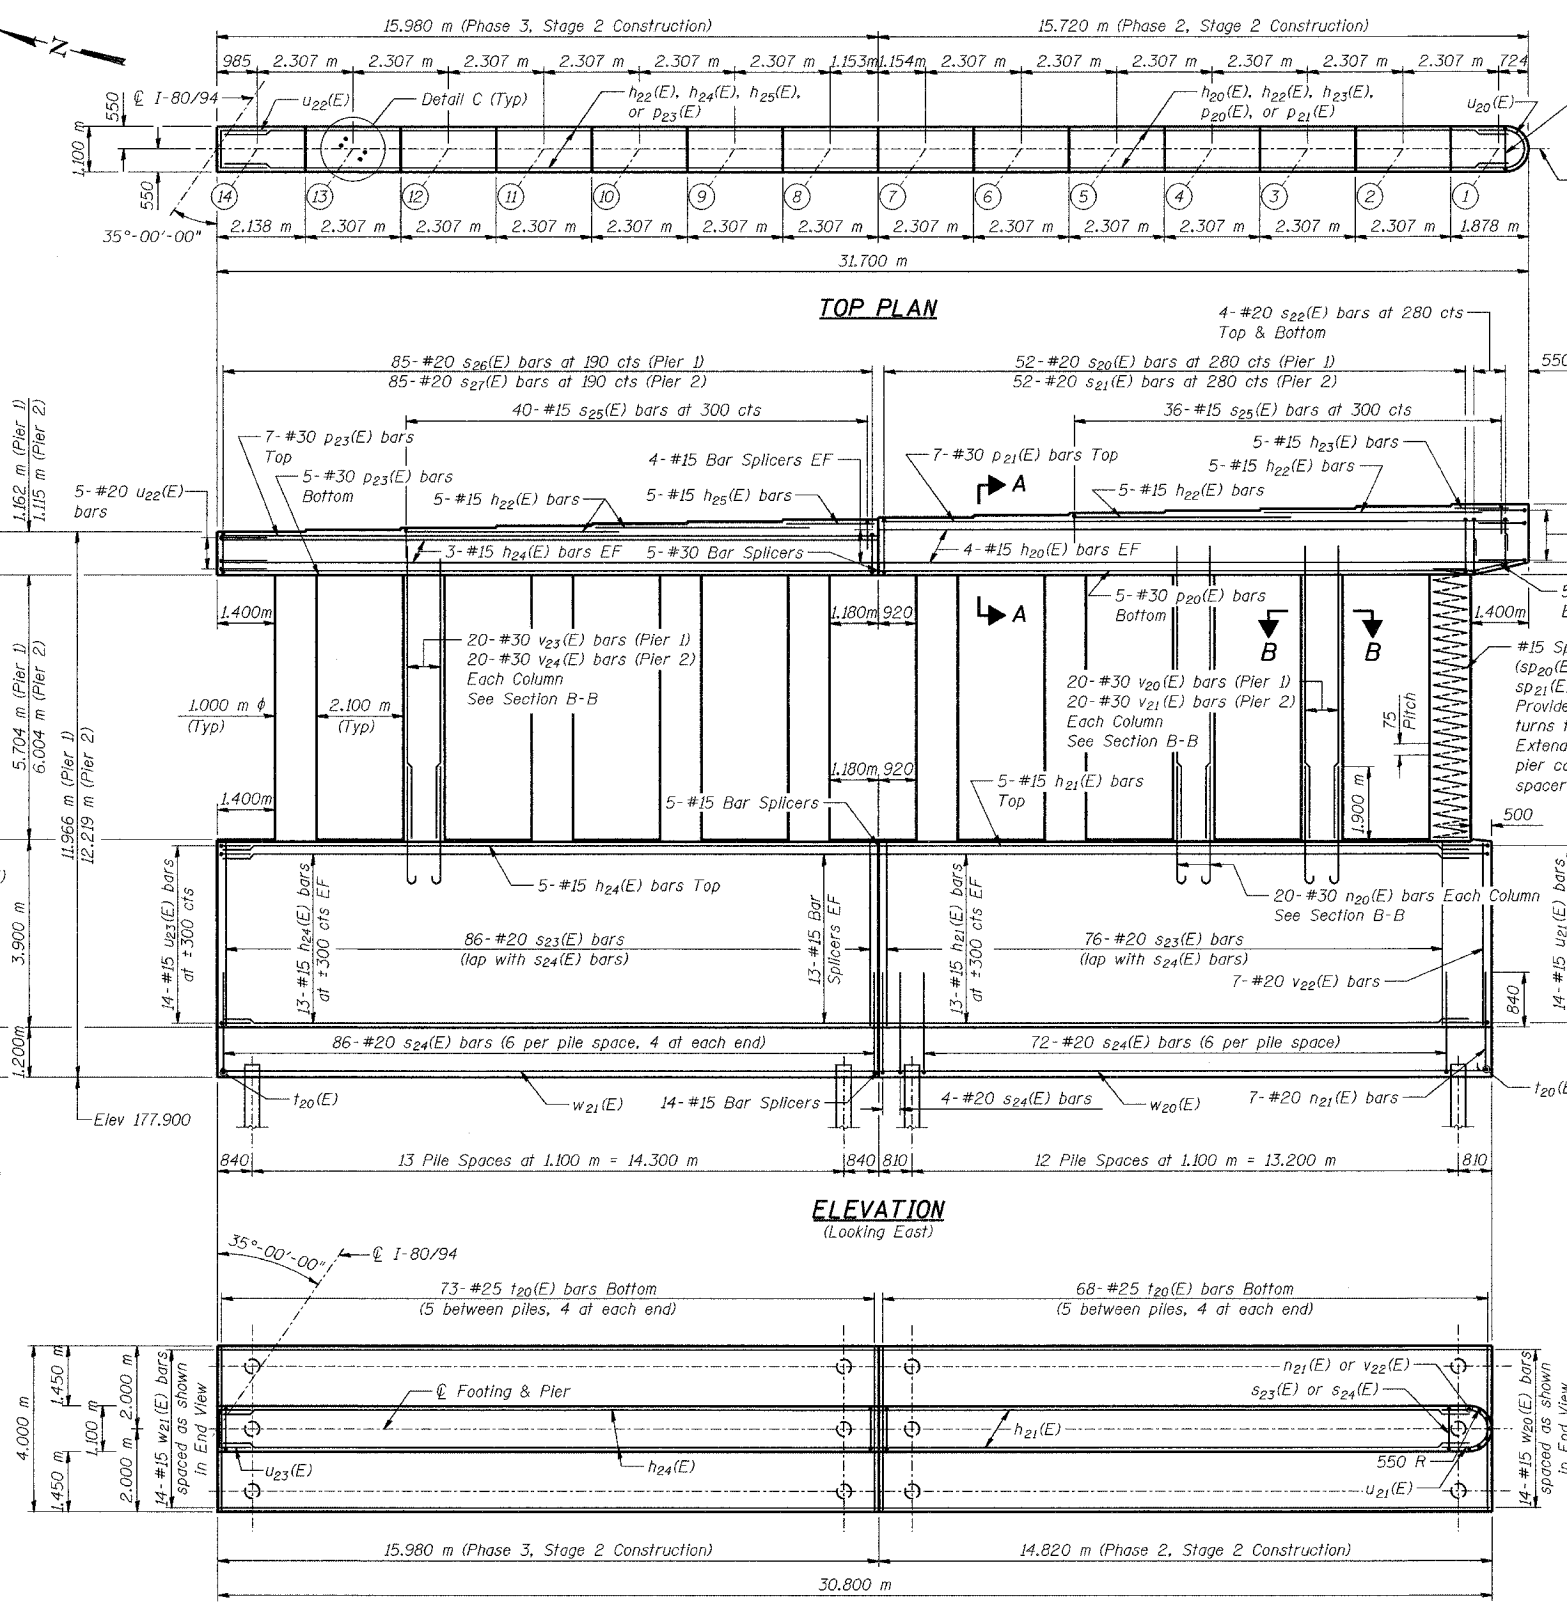 15.980 m (Phase 3, Stage 2 Construction)
15.720 m (Phase 2, Stage 2 Construction)
N
985 2.307 m 2.307 m 2.307 m 2.307 m 2.307 m 2.307 m 1.153m 1.154m 2.307 m 2.307 m 2.307 m 2.307 m 2.307 m 724
℄ I-80/94
u22(E)
Detail C (Typ)
h22(E), h24(E), h25(E),
or p23(E)
h20(E), h22(E), h23(E),
p20(E), or p21(E)
u20(E)
550
1.100 m
550
14 13 12 11 10 9 8 7 6 5 4 3 2 1
35°-00'-00"
2.138 m 2.307 m 2.307 m 2.307 m 2.307 m 2.307 m 2.307 m 2.307 m 2.307 m 2.307 m 2.307 m 2.307 m 2.307 m 1.878 m
31.700 m
TOP PLAN
4-#20 s22(E) bars at 280 cts
Top & Bottom
85-#20 s26(E) bars at 190 cts (Pier 1)
85-#20 s27(E) bars at 190 cts (Pier 2)
52-#20 s20(E) bars at 280 cts (Pier 1)
52-#20 s21(E) bars at 280 cts (Pier 2)
550
40-#15 s25(E) bars at 300 cts
36-#15 s25(E) bars at 300 cts
1.162 m (Pier 1)
1.115 m (Pier 2)
7-#30 p23(E) bars
Top
5-#30 p23(E) bars
Bottom
4-#15 Bar Splicers EF
7-#30 p21(E) bars Top
A
5-#15 h23(E) bars
5-#15 h22(E) bars
5-#20 u22(E)
bars
5-#15 h22(E) bars
5-#15 h25(E) bars
5-#15 h22(E) bars
3-#15 h24(E) bars EF
5-#30 Bar Splicers
4-#15 h20(E) bars EF
5-#30 p20(E) bars
Bottom
1.400m
1.180m 920
A
1.400m
B B
20-#30 v23(E) bars (Pier 1)
20-#30 v24(E) bars (Pier 2)
Each Column
See Section B-B
20-#30 v20(E) bars (Pier 1)
20-#30 v21(E) bars (Pier 2)
Each Column
See Section B-B
5.704 m (Pier 1)
6.004 m (Pier 2)
11.966 m (Pier 1)
12.219 m (Pier 2)
1.000 m ϕ
(Typ)
2.100 m
(Typ)
75
Pitch
#15 Sp
(sp20(E
sp21(E)
Provide
turns t
Extend
pier co
spacer
1.400m
1.180m 920
5-#15 h21(E) bars
Top
5-#15 Bar Splicers
1.900 m
500
3.900 m
14-#15 u23(E) bars
at ±300 cts
13-#15 h24(E) bars
at ±300 cts EF
5-#15 h24(E) bars Top
13-#15 Bar
Splicers EF
13-#15 h21(E) bars
at ±300 cts EF
20-#30 n20(E) bars Each Column
See Section B-B
14-#15 u21(E) bars
86-#20 s23(E) bars
(lap with s24(E) bars)
76-#20 s23(E) bars
(lap with s24(E) bars)
7-#20 v22(E) bars
840
1.200m
86-#20 s24(E) bars (6 per pile space, 4 at each end)
72-#20 s24(E) bars (6 per pile space)
t20(E)
w21(E)
14-#15 Bar Splicers
4-#20 s24(E) bars
w20(E)
7-#20 n21(E) bars
Elev 177.900
840 13 Pile Spaces at 1.100 m = 14.300 m 840 810 12 Pile Spaces at 1.100 m = 13.200 m 810
ELEVATION
(Looking East)
35°-00'-00"
℄ I-80/94
73-#25 t20(E) bars Bottom
(5 between piles, 4 at each end)
68-#25 t20(E) bars Bottom
(5 between piles, 4 at each end)
4.000 m
1.450 m
1.100 m
1.450 m
2.000 m
2.000 m
14-#15 w21(E) bars
spaced as shown
in End View
℄ Footing & Pier
n21(E) or v22(E)
s23(E) or s24(E)
h21(E)
550 R
u21(E)
u23(E)
h24(E)
14-#15 w20(E) bars
spaced as shown
in End View
15.980 m (Phase 3, Stage 2 Construction)
14.820 m (Phase 2, Stage 2 Construction)
30.800 m